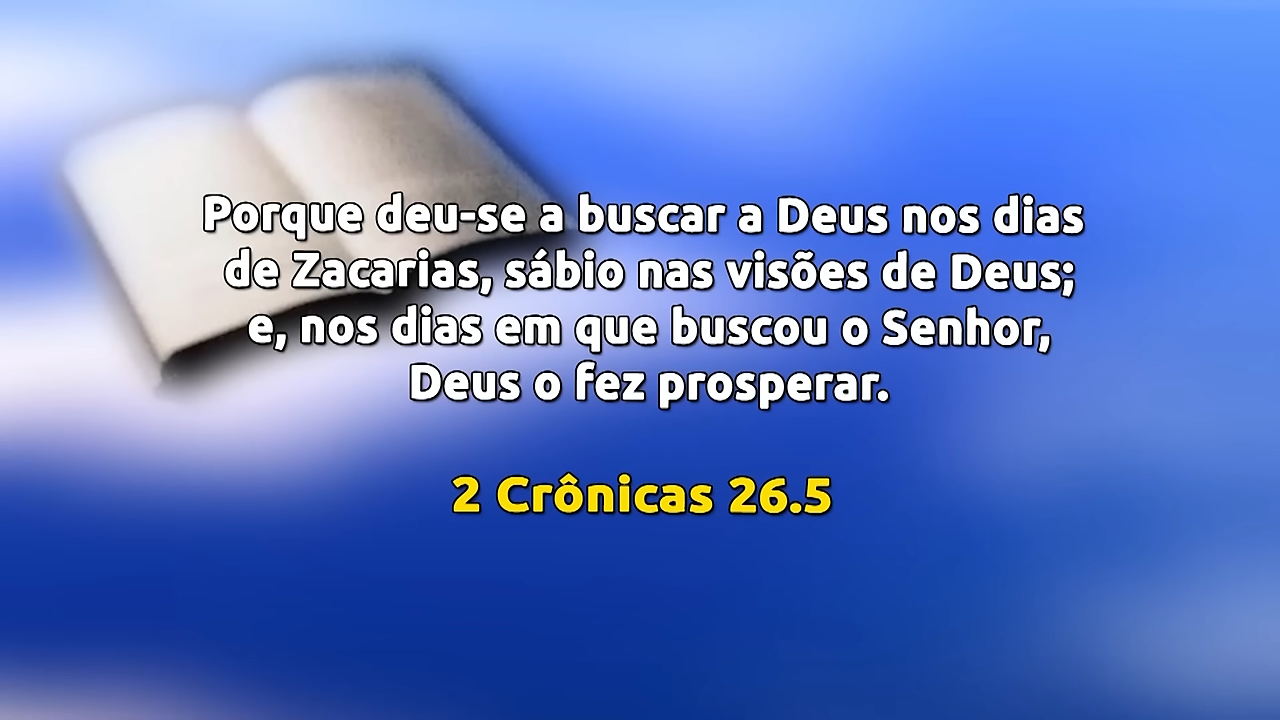 Porque deu-se a buscar a Deus nos dias
de Zacarias, sábio nas visões de Deus;
e, nos dias em que buscou o Senhor,
Deus o fez prosperar.
2 Crônicas 26.5